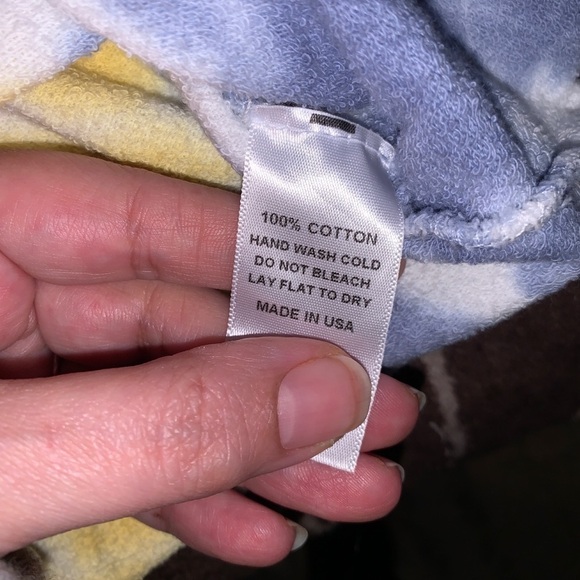 100% COTTON
HAND WASH COLD
DO NOT BLEACH
LAY FLAT TO DRY
MADE IN USA